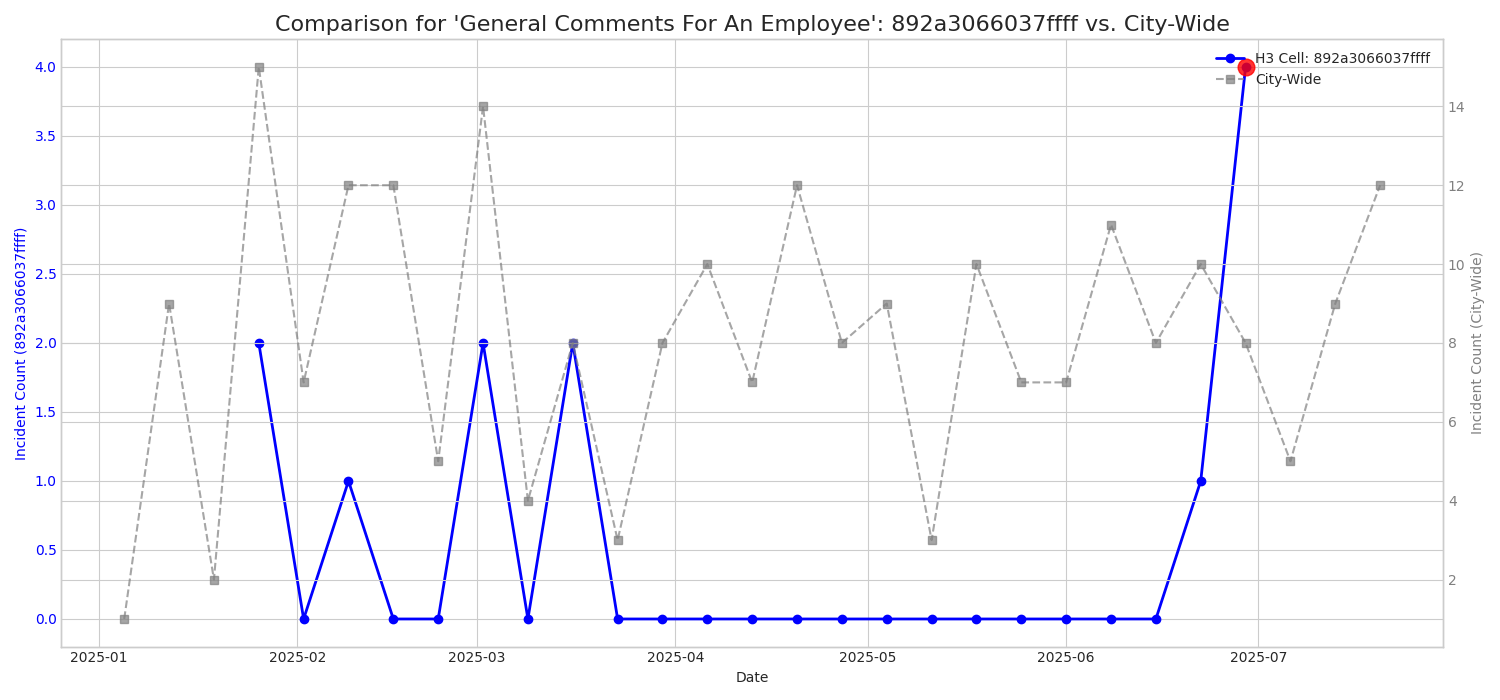 Comparison for 'General Comments For An Employee': 892a3066037ffff vs. City-Wide
H3 Cell: 892a3066037ffff
City-Wide
Incident Count (892a3066037ffff)
4.0
3.5
3.0
2.5
2.0
1.5
1.0
0.5
0.0
14
12
10
8
6
4
2
Incident Count (City-Wide)
2025-01 2025-02 2025-03 2025-04 2025-05 2025-06 2025-07
Date